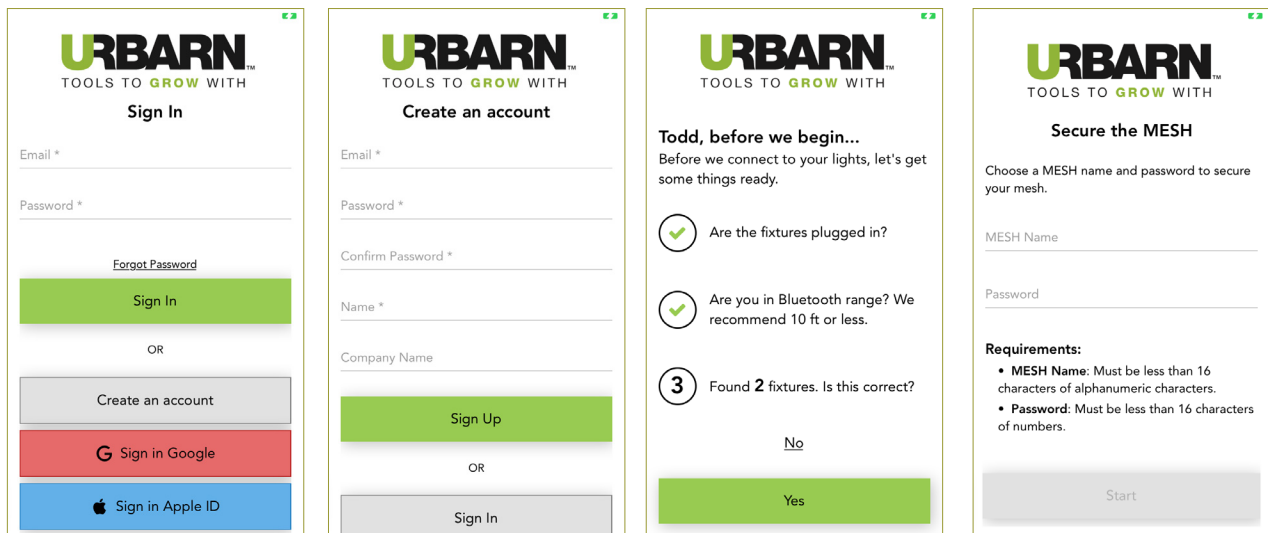 URBARN™
TOOLS TO GROW WITH
Sign In
Email *
Password *
Forgot Password
Sign In
OR
Create an account
Sign in Google
Sign in Apple ID
URBARN™
TOOLS TO GROW WITH
Create an account
Email *
Password *
Confirm Password *
Name *
Company Name
Sign Up
OR
Sign In
URBARN™
TOOLS TO GROW WITH
Todd, before we begin...
Before we connect to your lights, let's get
some things ready.
Are the fixtures plugged in?
Are you in Bluetooth range? We
recommend 10 ft or less.
3 Found 2 fixtures. Is this correct?
No
Yes
URBARN™
TOOLS TO GROW WITH
Secure the MESH
Choose a MESH name and password to secure
your mesh.
MESH Name
Password
Requirements:
• MESH Name: Must be less than 16
characters of alphanumeric characters.
• Password: Must be less than 16 characters
of numbers.
Start